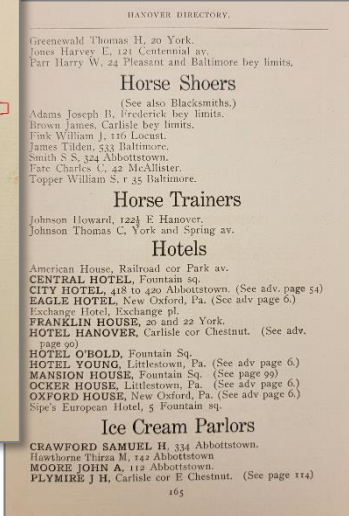 HANOVER DIRECTORY.
Greenewald Thomas H, 20 York.
Jones Harvey E, 121 Centennial av.
Parr Harry W, 24 Pleasant and Baltimore bey limits.
Horse Shoers
(See also Blacksmiths.)
Adams Joseph B, Frederick bey limits.
Brown James, Carlisle bey limits.
Fink William J, 116 Locust.
James Tilden, 533 Baltimore.
Smith S S, 324 Abbottstown.
Charles C, 42 McAllister.
Topper William S, r 35 Baltimore.
Horse Trainers
Johnson Howard, 122½ E Hanover.
Johnson Thomas C, York and Spring av.
Hotels
American House, Railroad cor Park av.
CENTRAL HOTEL, Fountain sq.
CITY HOTEL, 418 to 420 Abbottstown. (See adv. page 54)
EAGLE HOTEL, New Oxford, Pa. (See adv page 6.)
Exchange Hotel, Exchange pl.
FRANKLIN HOUSE, 20 and 22 York.
HOTEL HANOVER, Carlisle cor Chestnut. (See adv.
page 90)
HOTEL O'BOLD, Fountain Sq.
HOTEL YOUNG, Littlestown, Pa. (See adv page 6.)
MANSION HOUSE, Fountain Sq. (See page 99)
OCKER HOUSE, Littlestown, Pa. (See adv page 6.)
OXFORD HOUSE, New Oxford, Pa. (See adv page 6.)
Sipe's European Hotel, 5 Fountain sq.
Ice Cream Parlors
CRAWFORD SAMUEL H, 334 Abbottstown.
Hawthorne Thirza M, 142 Abbottstown
MOORE JOHN A, 112 Abbottstown.
PLYMIRE J H, Carlisle cor E Chestnut. (See page 114)
165